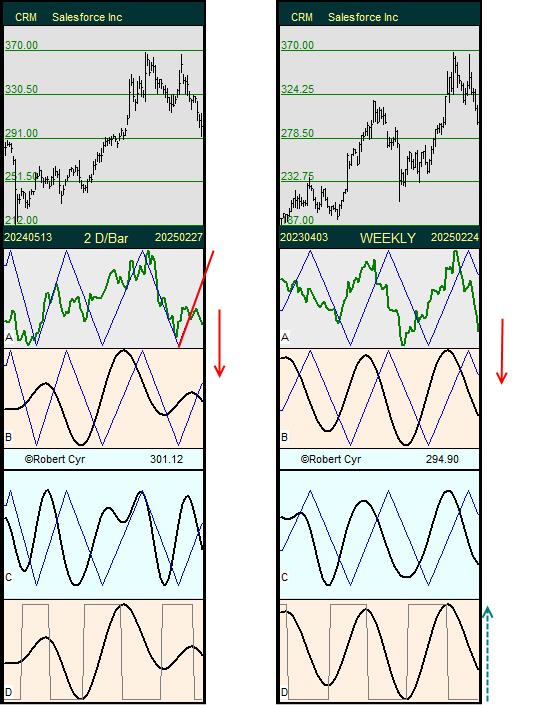 CRM Salesforce Inc
370.00
330.50
291.00
251.50
212.00
20240513 2 D/Bar 20250227
A
B
©Robert Cyr 301.12
C
D
CRM Salesforce Inc
370.00
324.25
278.50
232.75
187.00
20230403 WEEKLY 20250224
A
B
©Robert Cyr 294.90
C
D